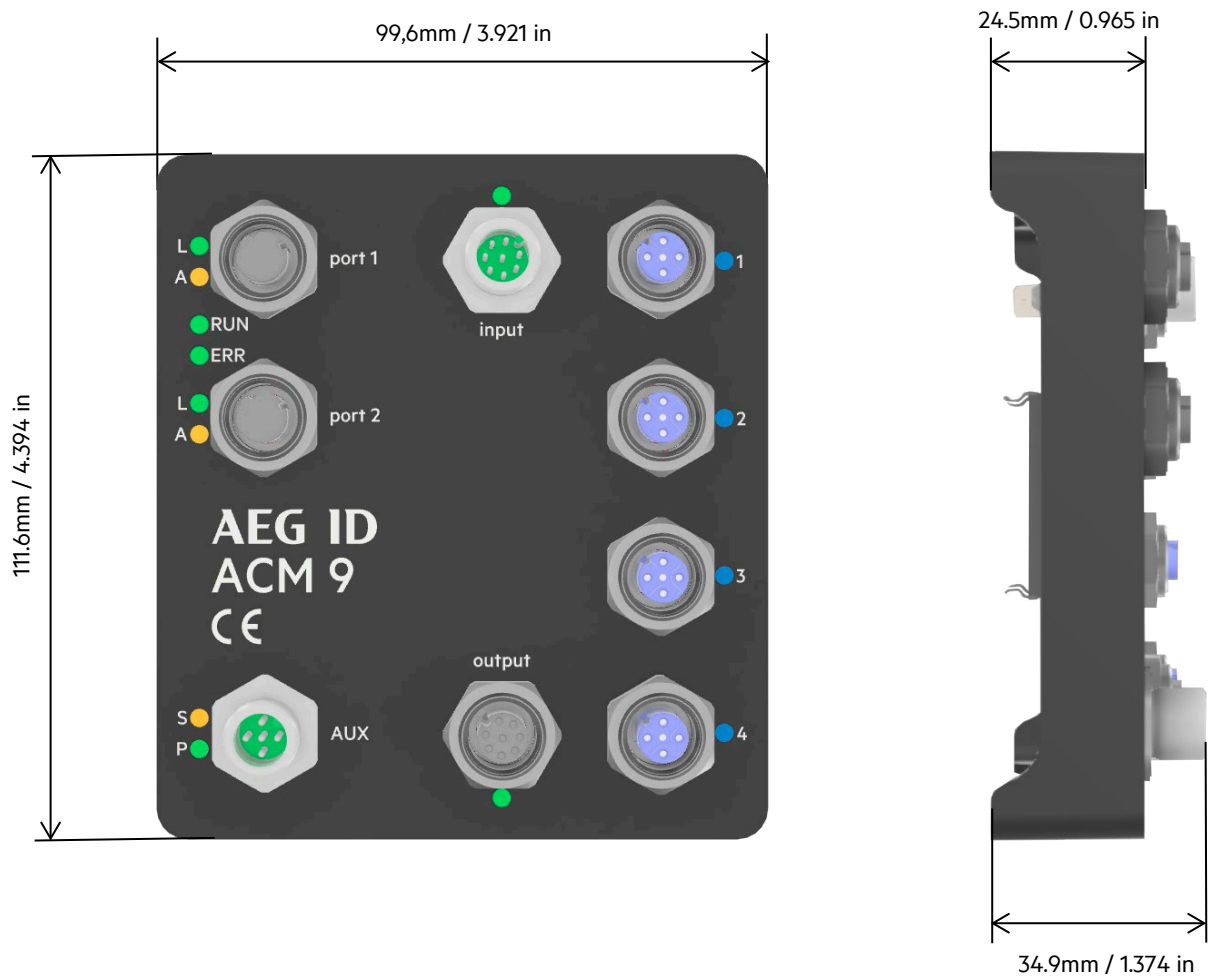 24.5mm / 0.965 in
99,6mm / 3.921 in
L
A
port 1
1
RUN
input
ERR
L
A
port 2
2
111.6mm / 4.394 in
AEG ID
ACM 9
3
CE
output
S
P
AUX
4
34.9mm / 1.374 in